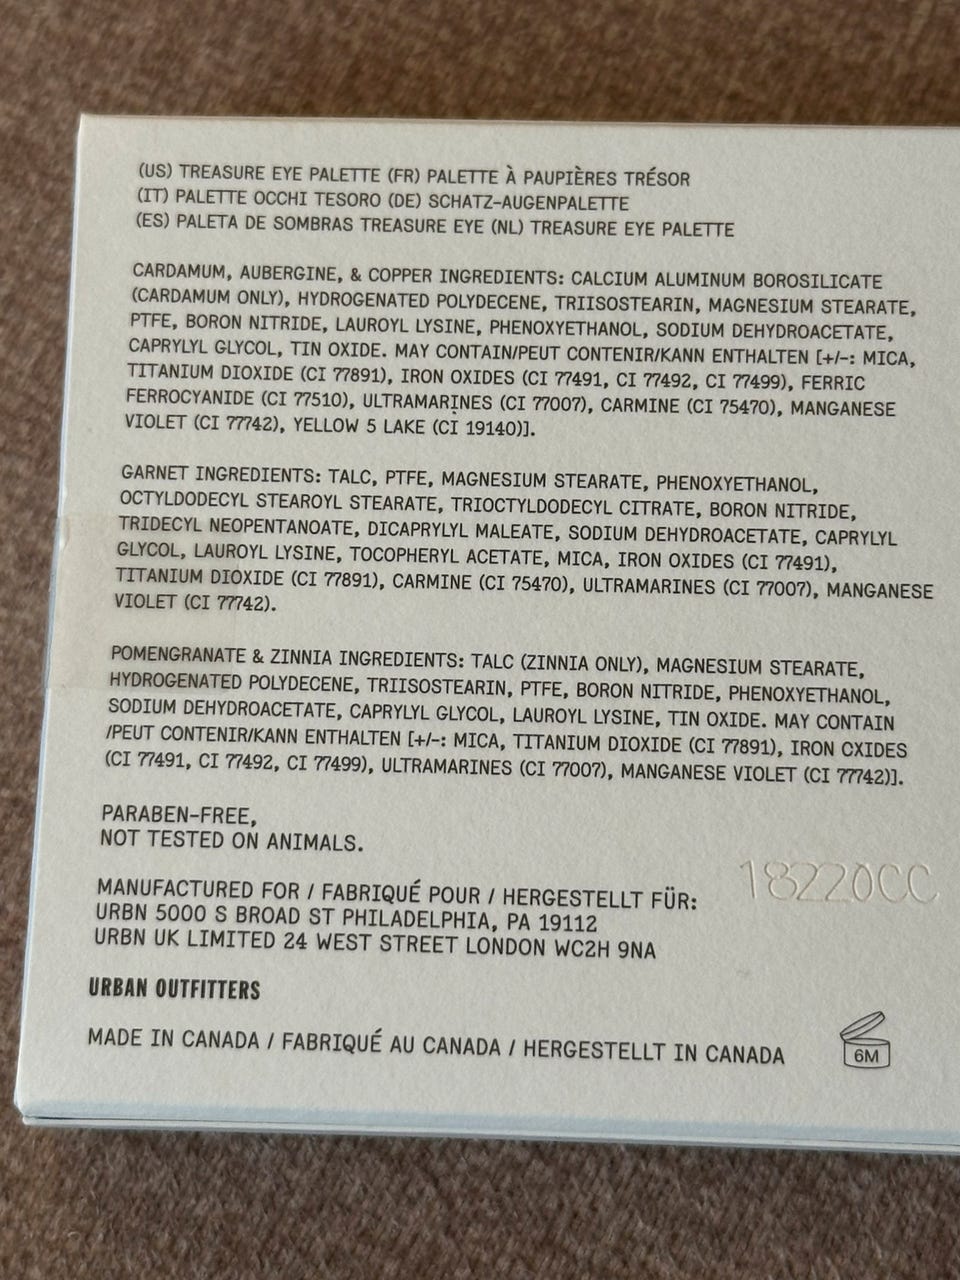 (US) TREASURE EYE PALETTE (FR) PALETTE À PAUPIÈRES TRÉSOR
(IT) PALETTE OCCHI TESORO (DE) SCHATZ-AUGENPALETTE
(ES) PALETA DE SOMBRAS TREASURE EYE (NL) TREASURE EYE PALETTE
CARDAMUM, AUBERGINE, & COPPER INGREDIENTS: CALCIUM ALUMINUM BOROSILICATE
(CARDAMUM ONLY), HYDROGENATED POLYDECENE, TRIISOSTEARIN, MAGNESIUM STEARATE,
PTFE, BORON NITRIDE, LAUROYL LYSINE, PHENOXYETHANOL, SODIUM DEHYDROACETATE,
CAPRYLYL GLYCOL, TIN OXIDE. MAY CONTAIN/PEUT CONTENIR/KANN ENTHALTEN [+/-: MICA,
TITANIUM DIOXIDE (CI 77891), IRON OXIDES (CI 77491, CI 77492, CI 77499), FERRIC
FERROCYANIDE (CI 77510), ULTRAMARINES (CI 77007), CARMINE (CI 75470), MANGANESE
VIOLET (CI 77742), YELLOW 5 LAKE (CI 19140)].
GARNET INGREDIENTS: TALC, PTFE, MAGNESIUM STEARATE, PHENOXYETHANOL,
OCTYLDODECYL STEAROYL STEARATE, TRIOCTYLDODECYL CITRATE, BORON NITRIDE,
TRIDECYL NEOPENTANOATE, DICAPRYLYL MALEATE, SODIUM DEHYDROACETATE, CAPRYLYL
GLYCOL, LAUROYL LYSINE, TOCOPHERYL ACETATE, MICA, IRON OXIDES (CI 77491),
TITANIUM DIOXIDE (CI 77891), CARMINE (CI 75470), ULTRAMARINES (CI 77007), MANGANESE
VIOLET (CI 77742).
POMENGRANATE & ZINNIA INGREDIENTS: TALC (ZINNIA ONLY), MAGNESIUM STEARATE,
HYDROGENATED POLYDECENE, TRIISOSTEARIN, PTFE, BORON NITRIDE, PHENOXYETHANOL,
SODIUM DEHYDROACETATE, CAPRYLYL GLYCOL, LAUROYL LYSINE, TIN OXIDE. MAY CONTAIN
/PEUT CONTENIR/KANN ENTHALTEN [+/-: MICA, TITANIUM DIOXIDE (CI 77891), IRON OXIDES
(CI 77491, CI 77492, CI 77499), ULTRAMARINES (CI 77007), MANGANESE VIOLET (CI 77742)].
PARABEN-FREE,
NOT TESTED ON ANIMALS.
18220CC
MANUFACTURED FOR / FABRIQUÉ POUR / HERGESTELLT FÜR:
URBN 5000 S BROAD ST PHILADELPHIA, PA 19112
URBN UK LIMITED 24 WEST STREET LONDON WC2H 9NA
URBAN OUTFITTERS
MADE IN CANADA / FABRIQUÉ AU CANADA / HERGESTELLT IN CANADA
6M